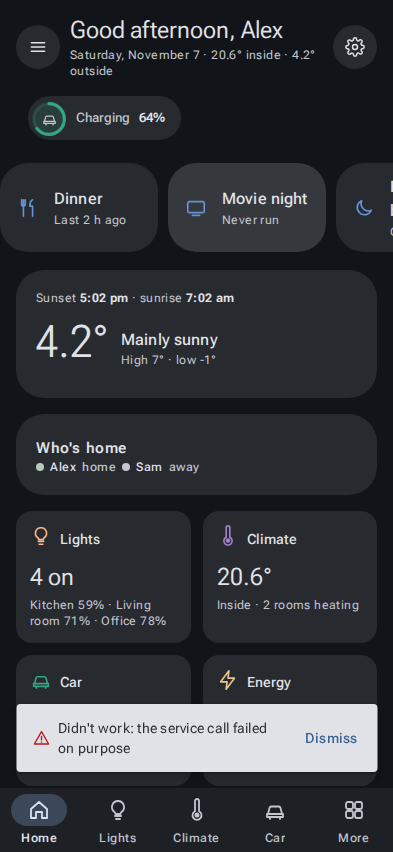 Good afternoon, Alex
Saturday, November 7 · 20.6° inside · 4.2°
outside
Charging 64%
Dinner
Last 2 h ago
Movie night
Never run
Sunset 5:02 pm · sunrise 7:02 am
4.2°
Mainly sunny
High 7° · low -1°
Who's home
Alex home Sam away
Lights
4 on
Kitchen 59% · Living
room 71% · Office 78%
Climate
20.6°
Inside · 2 rooms heating
Car
Energy
Didn't work: the service call failed
on purpose
Dismiss
Home
Lights
Climate
Car
More